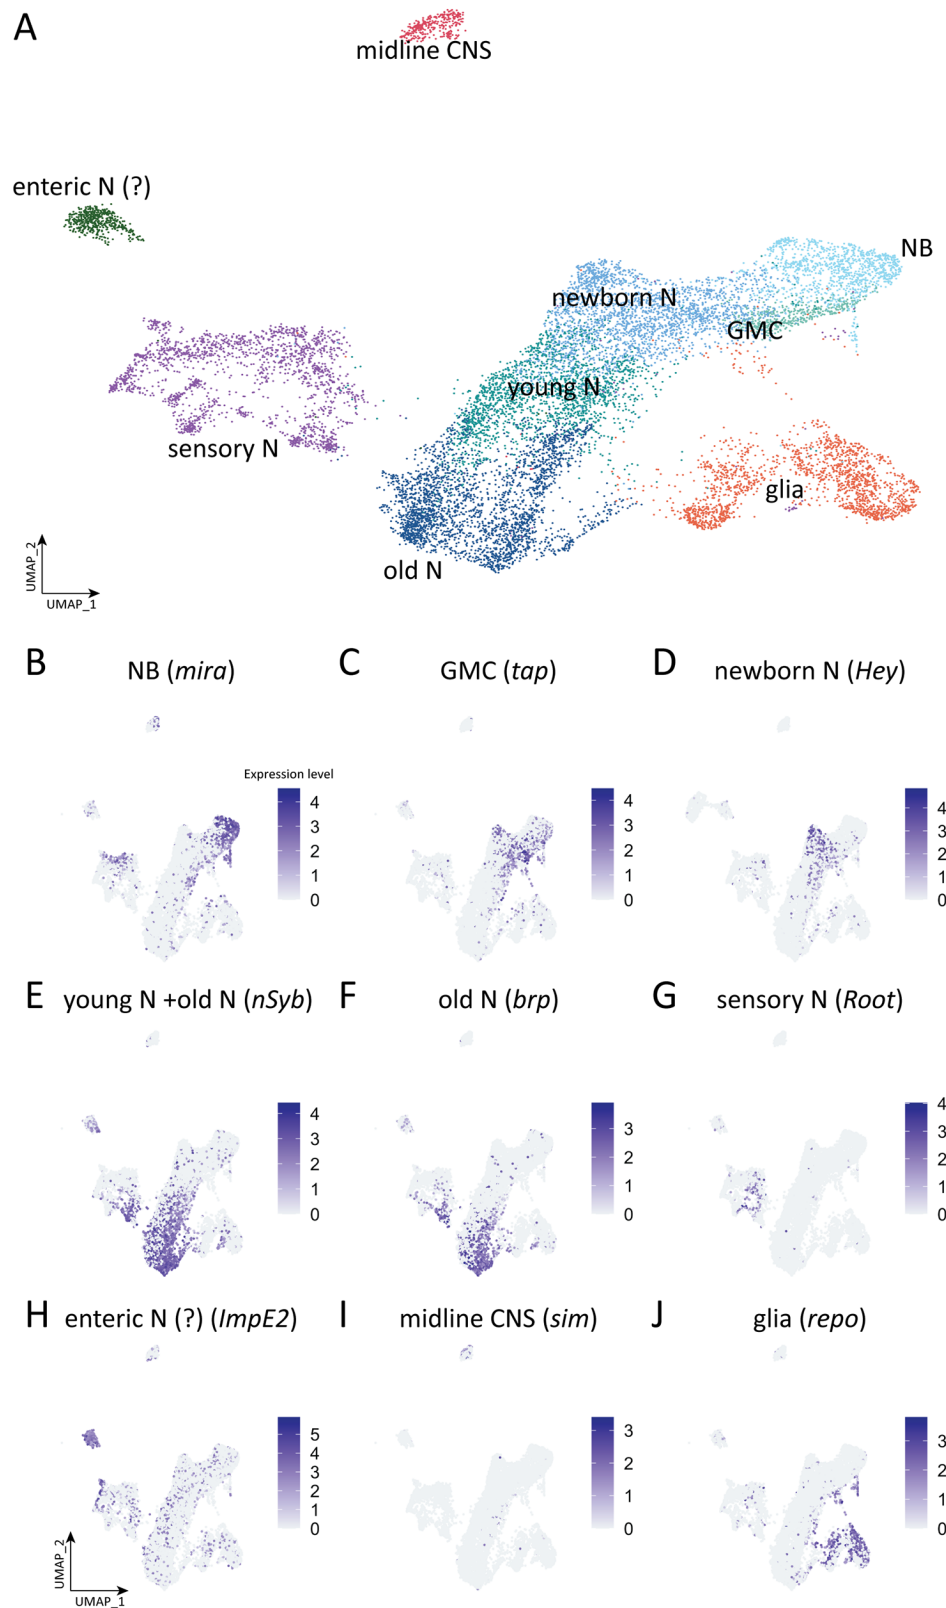 A
midline CNS
enteric N (?)
NB
newborn N
GMC
young N
sensory N
glia
old N
UMAP_2
UMAP_1
B NB (mira)
C GMC (tap)
D newborn N (Hey)
Expression level
4
3
2
1
0
4
3
2
1
0
4
3
2
1
0
E young N +old N (nSyb)
F old N (brp)
G sensory N (Root)
4
3
2
1
0
3
2
1
0
4
3
2
1
0
H enteric N (?) (ImpE2)
I midline CNS (sim)
J glia (repo)
5
4
3
2
1
0
3
2
1
0
3
2
1
0
UMAP_2
UMAP_1